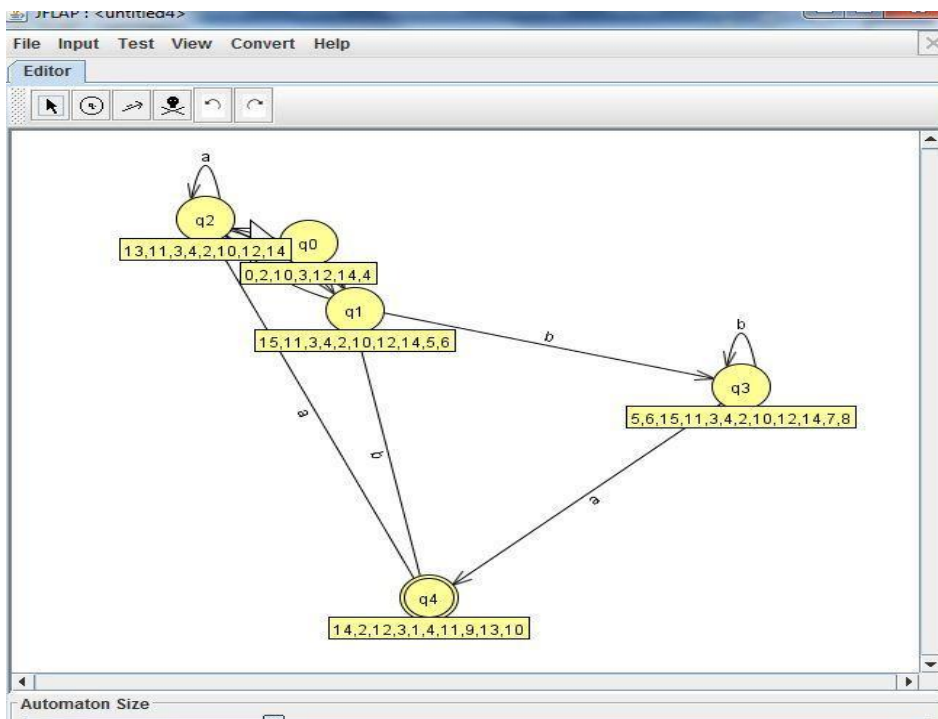 JFLAP : <untitled4>
File Input Test View Convert Help
Editor
a
q2
13,11,3,4,2,10,12,14
q0
0,2,10,3,12,14,4
q1
15,11,3,4,2,10,12,14,5,6
b
b
q3
5,6,15,11,3,4,2,10,12,14,7,8
a
b
a
q4
14,2,12,3,1,4,11,9,13,10
Automaton Size